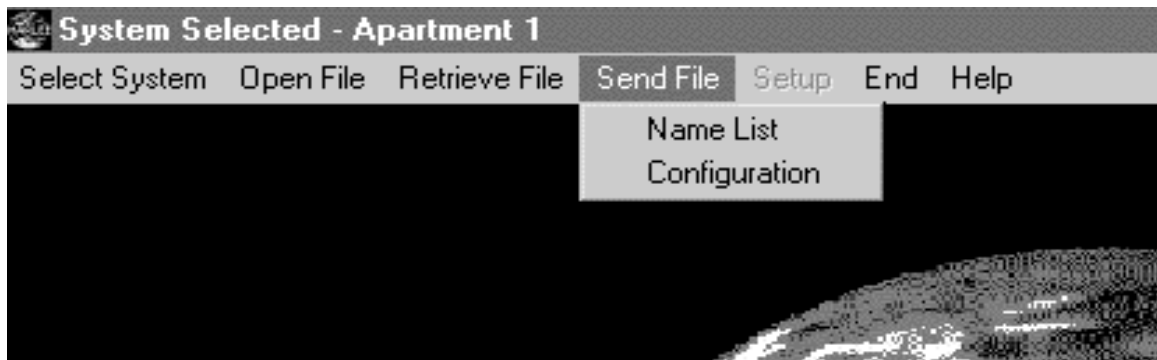 System Selected - Apartment 1
Select System Open File Retrieve File Send File Setup End Help
Name List
Configuration